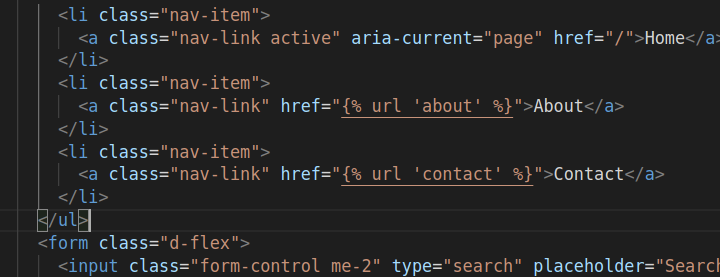 <li class="nav-item">
<a class="nav-link active" aria-current="page" href="/">Home</a>
</li>
<li class="nav-item">
<a class="nav-link" href="{% url 'about' %}">About</a>
</li>
<li class="nav-item">
<a class="nav-link" href="{% url 'contact' %}">Contact</a>
</li>
</ul>
<form class="d-flex">
<input class="form-control me-2" type="search" placeholder="Search